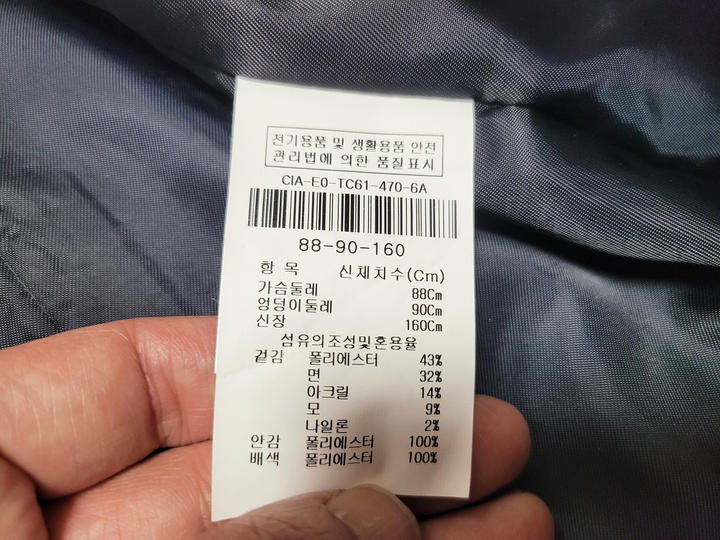 전기용품 및 생활용품 안전
관리법에 의한 품질표시
CIA-E0-TC61-470-6A
88-90-160
항 목 신체치수(Cm)
가슴둘레 88Cm
엉덩이둘레 90Cm
신장 160Cm
섬유의조성및혼용율
겉감 폴리에스터 43%
면 32%
아크릴 14%
모 9%
나일론 2%
안감 폴리에스터 100%
배색 폴리에스터 100%